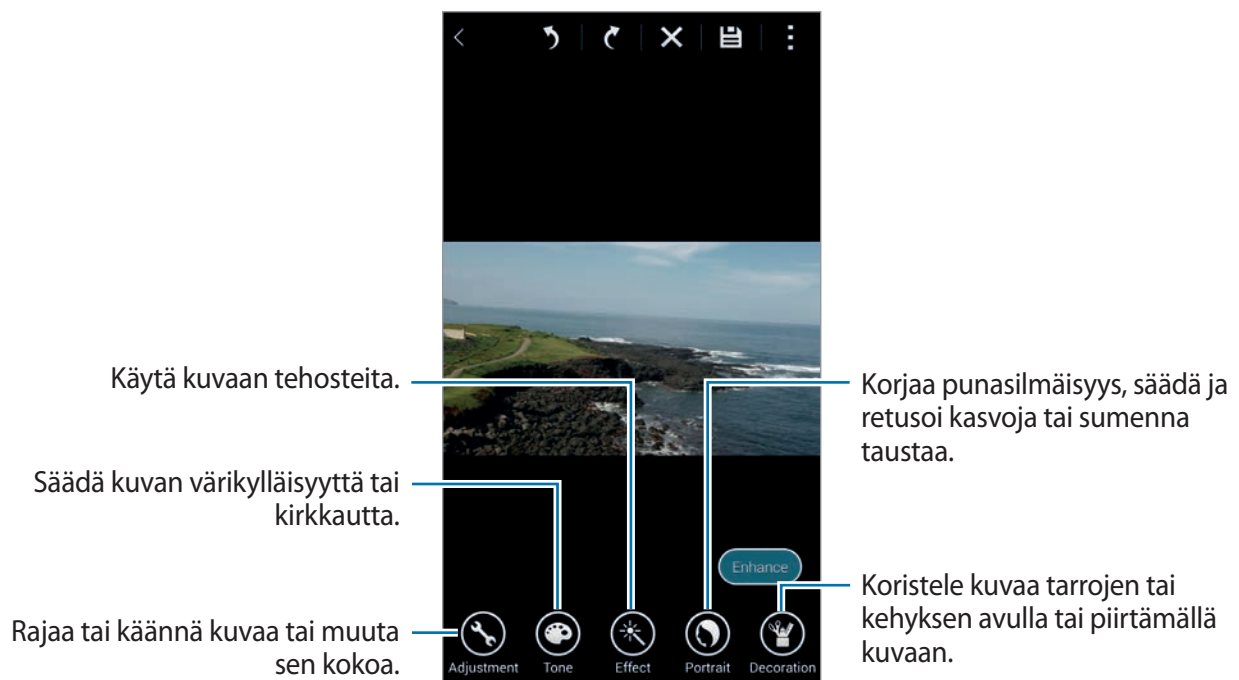 Käytä kuvaan tehosteita.
Säädä kuvan värikylläisyyttä tai
kirkkautta.
Rajaa tai käännä kuvaa tai muuta
sen kokoa.
Korjaa punasilmäisyys, säädä ja
retusoi kasvoja tai sumenna
taustaa.
Koristele kuvaa tarrojen tai
kehyksen avulla tai piirtämällä
kuvaan.
Enhance
Adjustment Tone Effect Portrait Decoration